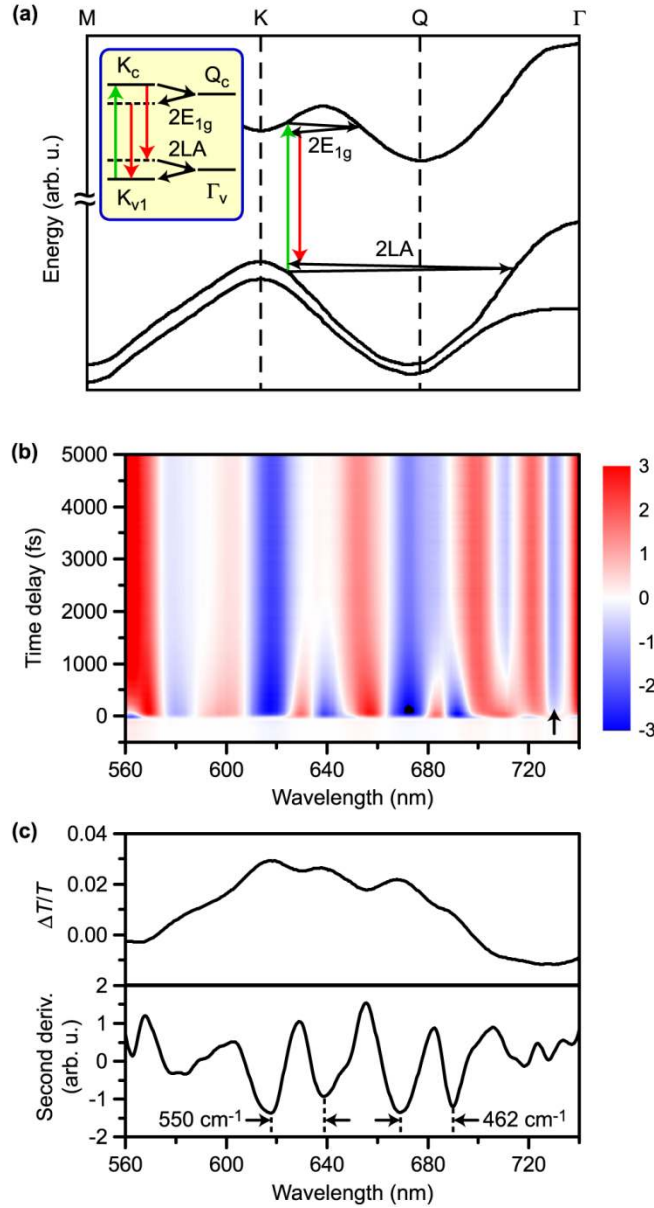 (a)
M K Q Γ
Energy (arb. u.)
K_c Q_c
2E_1g
2LA
K_v1 Γ_v
2E_1g
2LA
(b)
Time delay (fs)
5000
4000
3000
2000
1000
0
560 600 640 680 720
Wavelength (nm)
3
2
1
0
-1
-2
-3
(c)
ΔT/T
0.04
0.02
0.00
Second deriv.
(arb. u.)
2
1
0
-1
-2
550 cm⁻¹ 462 cm⁻¹
560 600 640 680 720
Wavelength (nm)